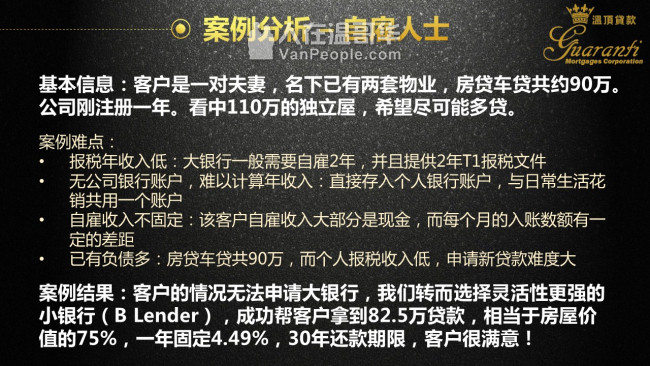 案例分析 - 自雇人士
人在温哥华
VanPeople.com
溫頂貸款
Guaranti
Mortgages Corporation
基本信息：客户是一对夫妻，名下已有两套物业，房贷车贷共约90万。
公司刚注册一年。看中110万的独立屋，希望尽可能多贷。
案例难点：
• 报税年收入低：大银行一般需要自雇2年，并且提供2年T1报税文件
• 无公司银行账户，难以计算年收入：直接存入个人银行账户，与日常生活花
销共用一个账户
• 自雇收入不固定：该客户自雇收入大部分是现金，而每个月的入账数额有一
定的差距
• 已有负债多：房贷车贷共90万，而个人报税收入低，申请新贷款难度大
案例结果：客户的情况无法申请大银行，我们转而选择灵活性更强的
小银行（B Lender），成功帮客户拿到82.5万贷款，相当于房屋价
值的75%，一年固定4.49%，30年还款期限，客户很满意！